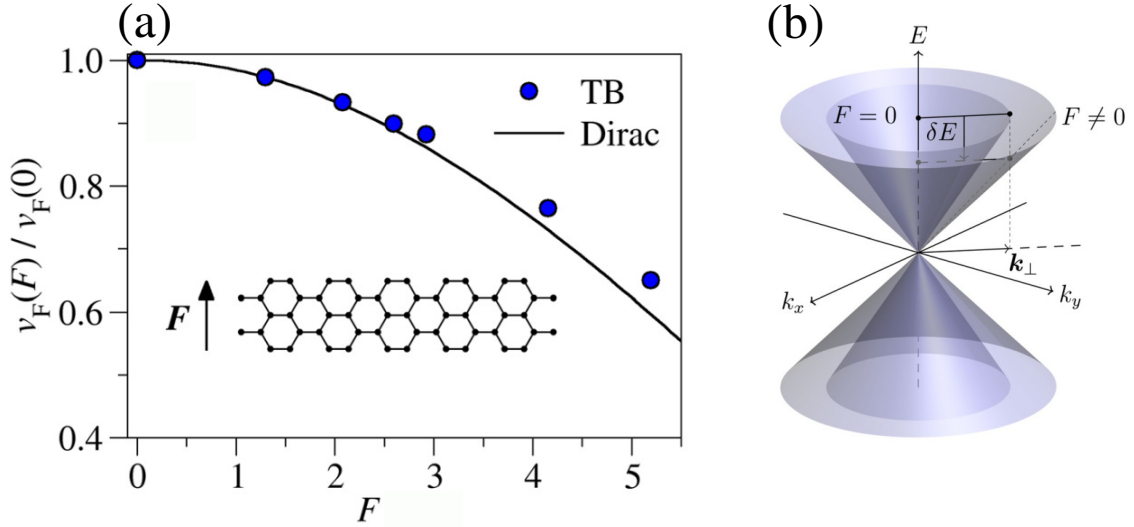 (a)
1.0
0.8
0.6
0.4
v_F(F) / v_F(0)
TB
Dirac
F
0 1 2 3 4 5
F
(b)
E
F = 0
F ≠ 0
δE
k⊥
k_x
k_y